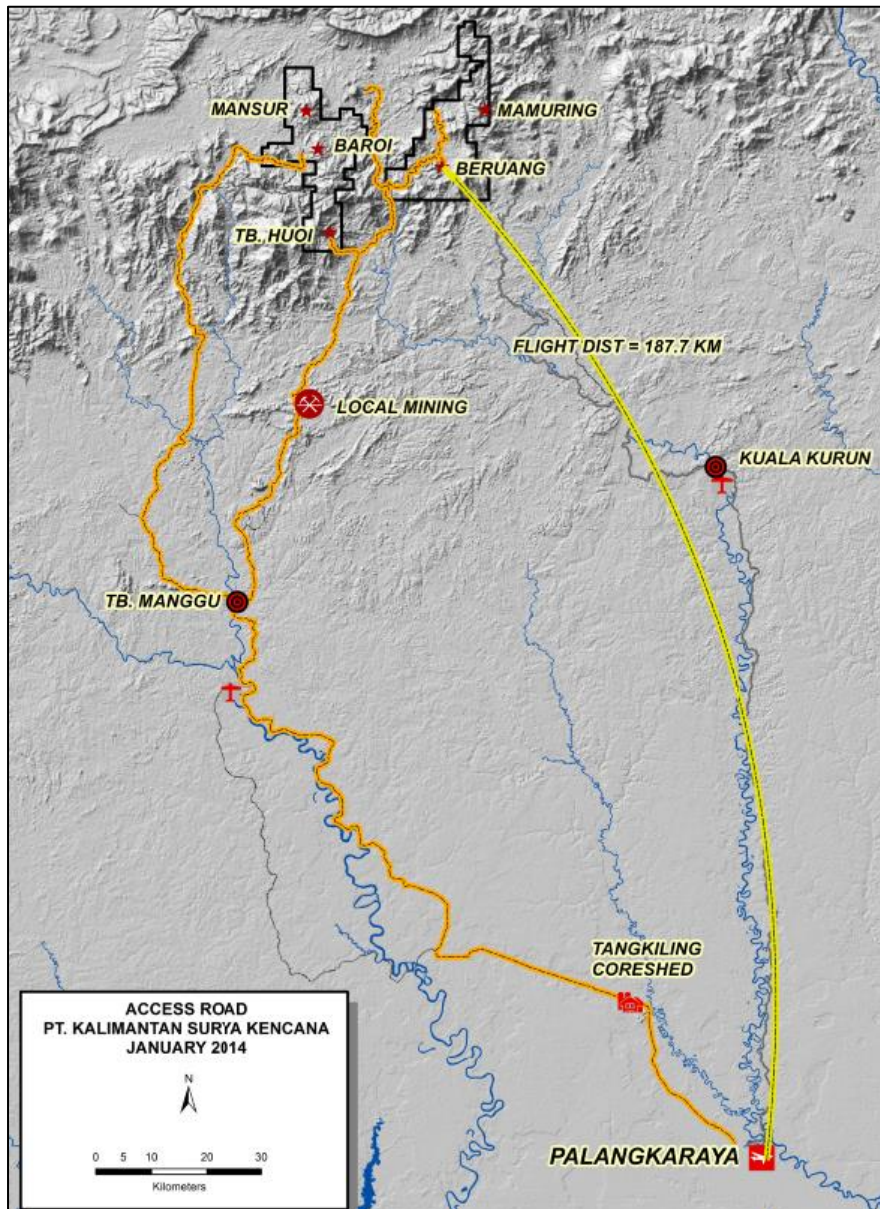 MANSUR
MAMURING
BAROI
BERUANG
TB. HUOI
FLIGHT DIST = 187.7 KM
LOCAL MINING
KUALA KURUN
TB. MANGGU
TANGKILING
CORESHED
PALANGKARAYA
ACCESS ROAD
PT. KALIMANTAN SURYA KENCANA
JANUARY 2014
N
0 5 10 20 30
Kilometers